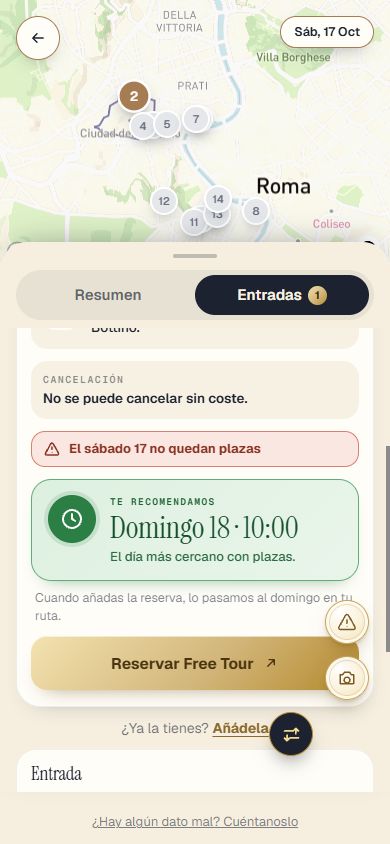 DELLA
VITTORIA
Sáb, 17 Oct
Villa Borghese
PRATI
2
4
5
7
Ciudad de
12
14
13
11
8
Roma
Coliseo
Resumen
Entradas 1
CANCELACIÓN
No se puede cancelar sin coste.
El sábado 17 no quedan plazas
TE RECOMENDAMOS
Domingo 18 · 10:00
El día más cercano con plazas.
Cuando añadas la reserva, lo pasamos al domingo en tu
ruta.
Reservar Free Tour
¿Ya la tienes? Añádela
Entrada
¿Hay algún dato mal? Cuéntanoslo